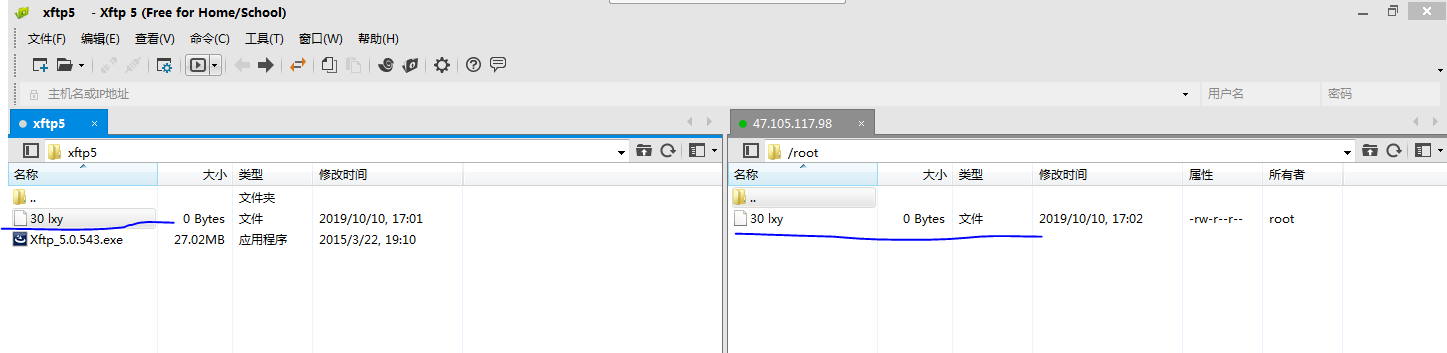 xftp5 - Xftp 5 (Free for Home/School)
文件(F) 编辑(E) 查看(V) 命令(C) 工具(T) 窗口(W) 帮助(H)
主机名或IP地址 用户名 密码
xftp5 ×
xftp5
名称 大小 类型 修改时间
.. 文件夹
30 lxy 0 Bytes 文件 2019/10/10, 17:01
Xftp_5.0.543.exe 27.02MB 应用程序 2015/3/22, 19:10
47.105.117.98 ×
/root
名称 大小 类型 修改时间 属性 所有者
..
30 lxy 0 Bytes 文件 2019/10/10, 17:02 -rw-r--r-- root